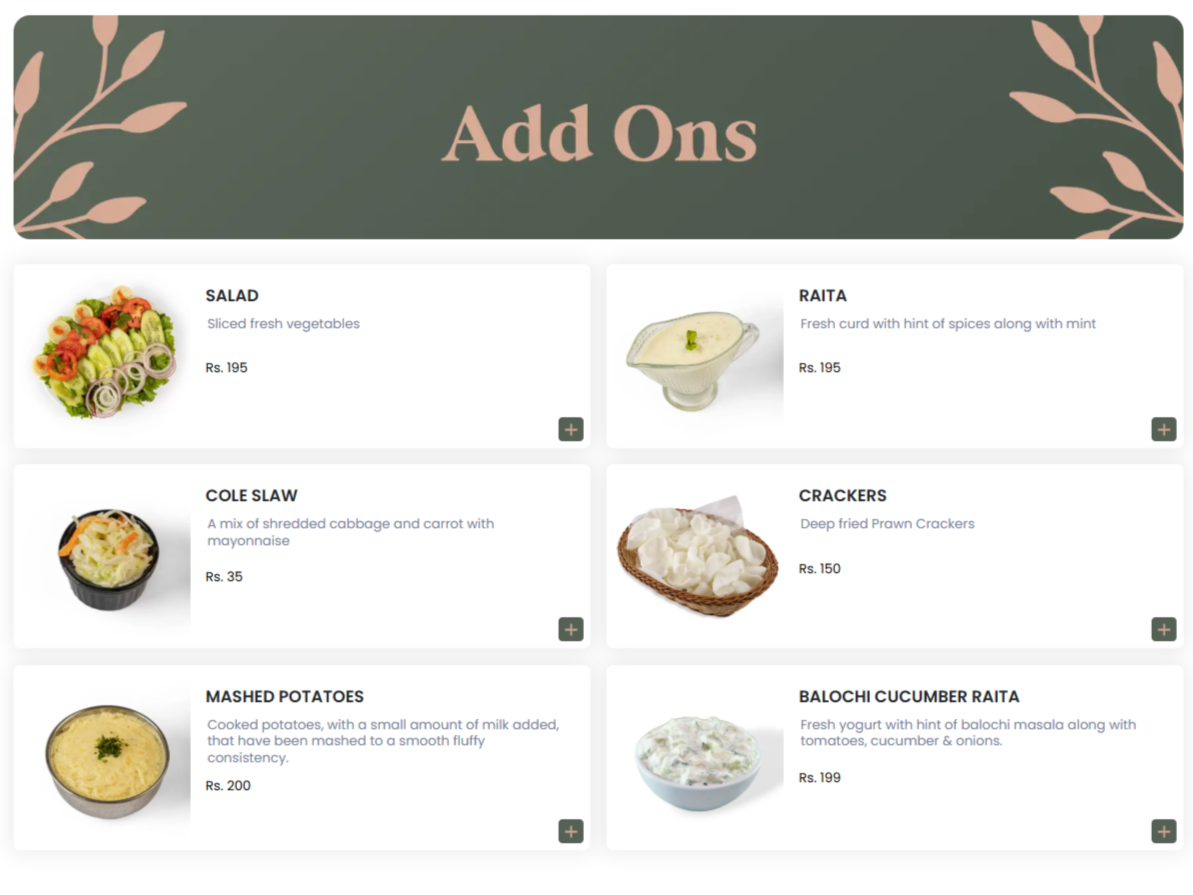 Add Ons
SALAD
Sliced fresh vegetables
Rs. 195
RAITA
Fresh curd with hint of spices along with mint
Rs. 195
COLE SLAW
A mix of shredded cabbage and carrot with
mayonnaise
Rs. 35
CRACKERS
Deep fried Prawn Crackers
Rs. 150
MASHED POTATOES
Cooked potatoes, with a small amount of milk added,
that have been mashed to a smooth fluffy
consistency.
Rs. 200
BALOCHI CUCUMBER RAITA
Fresh yogurt with hint of balochi masala along with
tomatoes, cucumber & onions.
Rs. 199